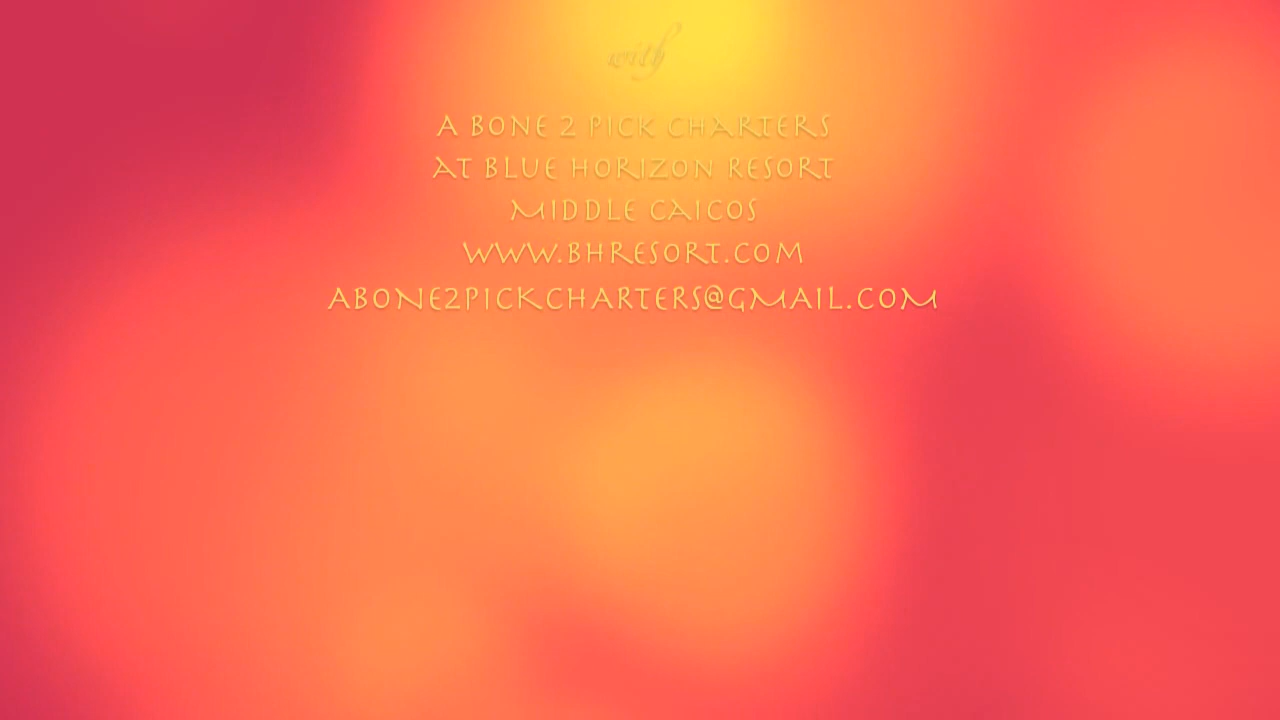 with
A BONE 2 PICK CHARTERS
AT BLUE HORIZON RESORT
MIDDLE CAICOS
WWW.BHRESORT.COM
ABONE2PICKCHARTERS@GMAIL.COM